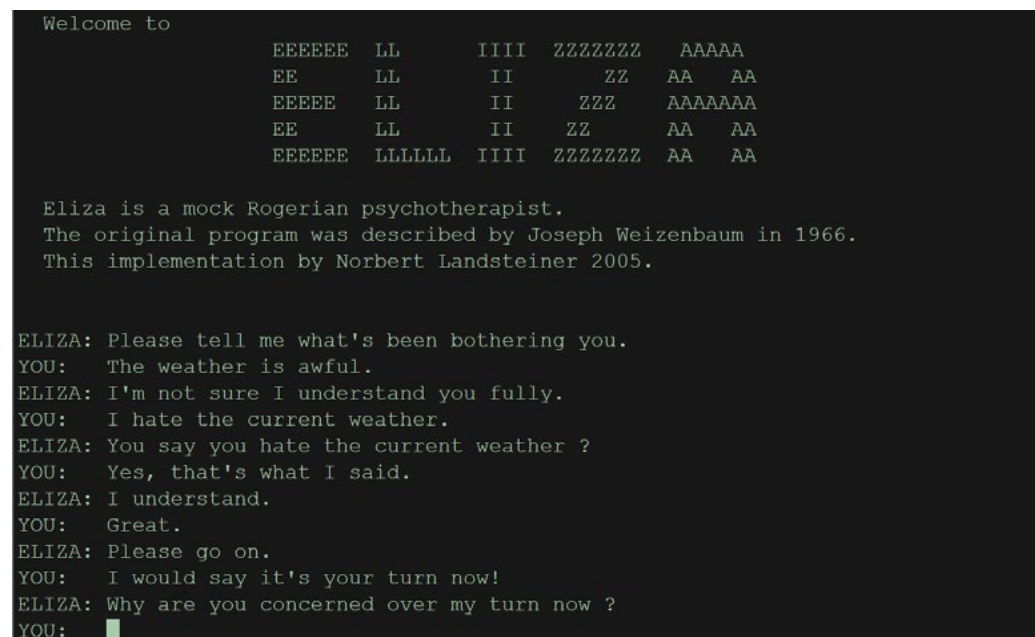 Welcome to
EEEEEE  LL      IIII  ZZZZZZZ   AAAAA
EE      LL       II       ZZ   AA   AA
EEEEE   LL       II     ZZZ    AAAAAAA
EE      LL       II    ZZ      AA   AA
EEEEEE  LLLLLL  IIII  ZZZZZZZ  AA   AA
Eliza is a mock Rogerian psychotherapist.
The original program was described by Joseph Weizenbaum in 1966.
This implementation by Norbert Landsteiner 2005.
ELIZA: Please tell me what's been bothering you.
YOU:   The weather is awful.
ELIZA: I'm not sure I understand you fully.
YOU:   I hate the current weather.
ELIZA: You say you hate the current weather ?
YOU:   Yes, that's what I said.
ELIZA: I understand.
YOU:   Great.
ELIZA: Please go on.
YOU:   I would say it's your turn now!
ELIZA: Why are you concerned over my turn now ?
YOU: